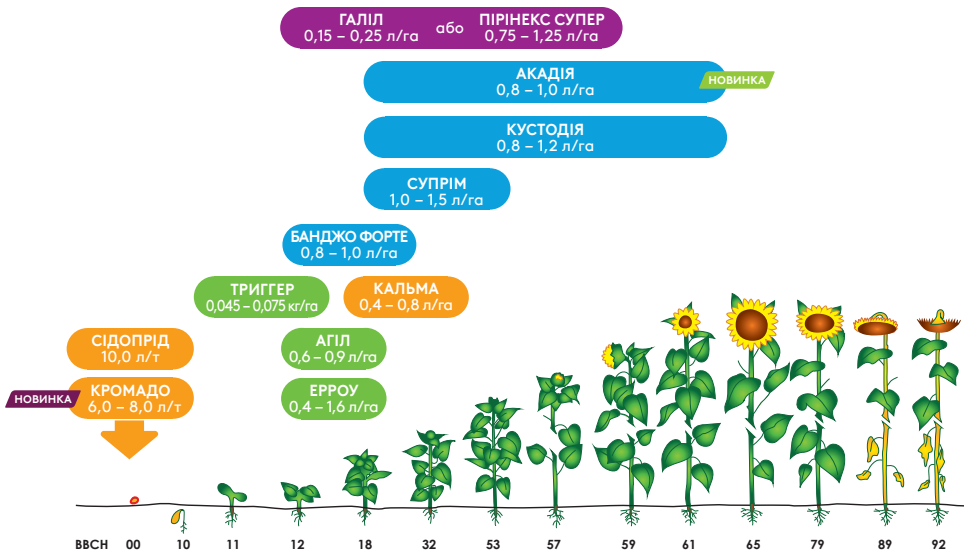 ГАЛІЛ або ПІРІНЕКС СУПЕР
0,15 – 0,25 л/га 0,75 – 1,25 л/га
АКАДІЯ
0,8 – 1,0 л/га
НОВИНКА
КУСТОДІЯ
0,8 – 1,2 л/га
СУПРІМ
1,0 – 1,5 л/га
БАНДЖО ФОРТЕ
0,8 – 1,0 л/га
ТРИГГЕР
0,045 – 0,075 кг/га
КАЛЬМА
0,4 – 0,8 л/га
СІДОПРІД
10,0 л/т
АГІЛ
0,6 – 0,9 л/га
НОВИНКА
КРОМАДО
6,0 – 8,0 л/т
ЕРРОУ
0,4 – 1,6 л/га
ВВСН 00 10 11 12 18 32 53 57 59 61 65 79 89 92